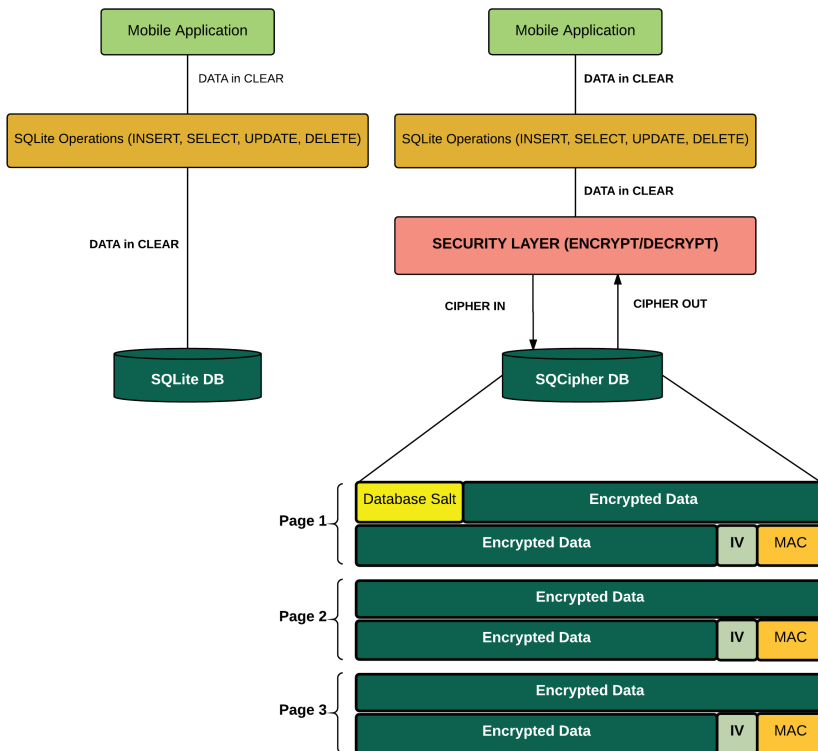 Mobile Application
DATA in CLEAR
SQLite Operations (INSERT, SELECT, UPDATE, DELETE)
DATA in CLEAR
SQLite DB
Mobile Application
DATA in CLEAR
SQLite Operations (INSERT, SELECT, UPDATE, DELETE)
DATA in CLEAR
SECURITY LAYER (ENCRYPT/DECRYPT)
CIPHER IN
CIPHER OUT
SQCipher DB
Page 1
Database Salt
Encrypted Data
Encrypted Data
IV
MAC
Page 2
Encrypted Data
Encrypted Data
IV
MAC
Page 3
Encrypted Data
Encrypted Data
IV
MAC